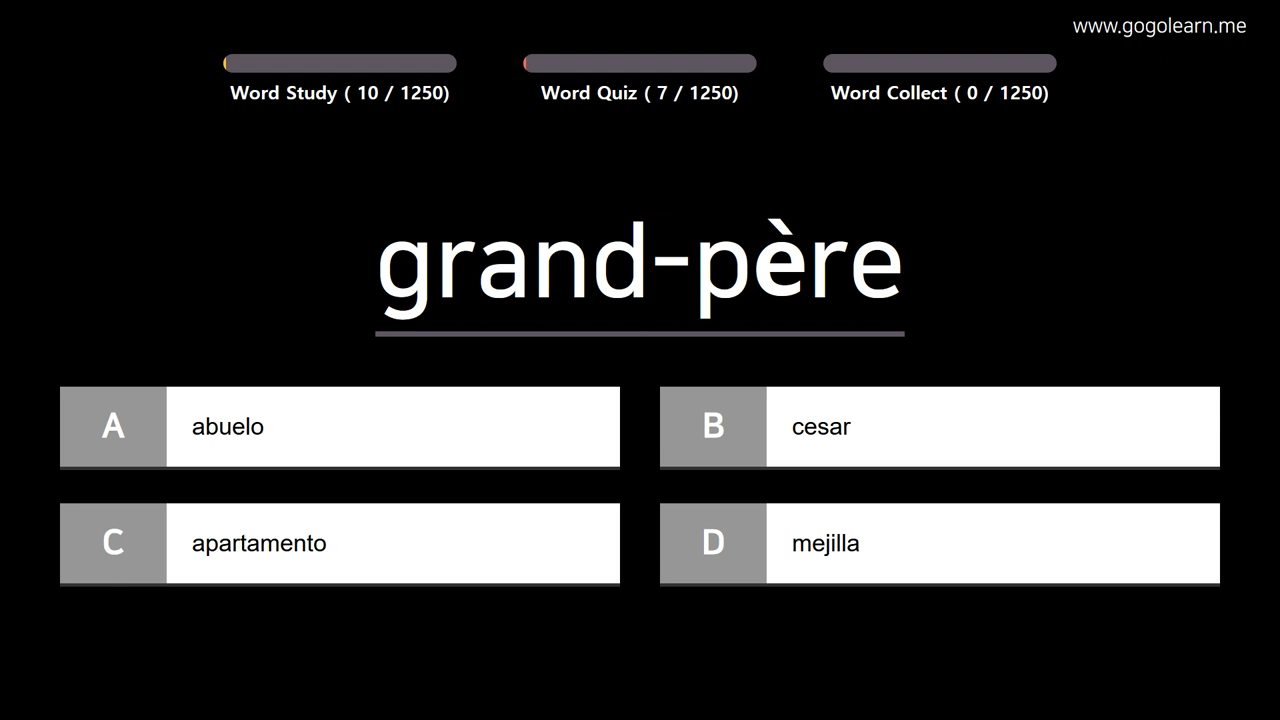 www.gogolearn.me
Word Study ( 10 / 1250)
Word Quiz ( 7 / 1250)
Word Collect ( 0 / 1250)
grand-père
A abuelo
B cesar
C apartamento
D mejilla